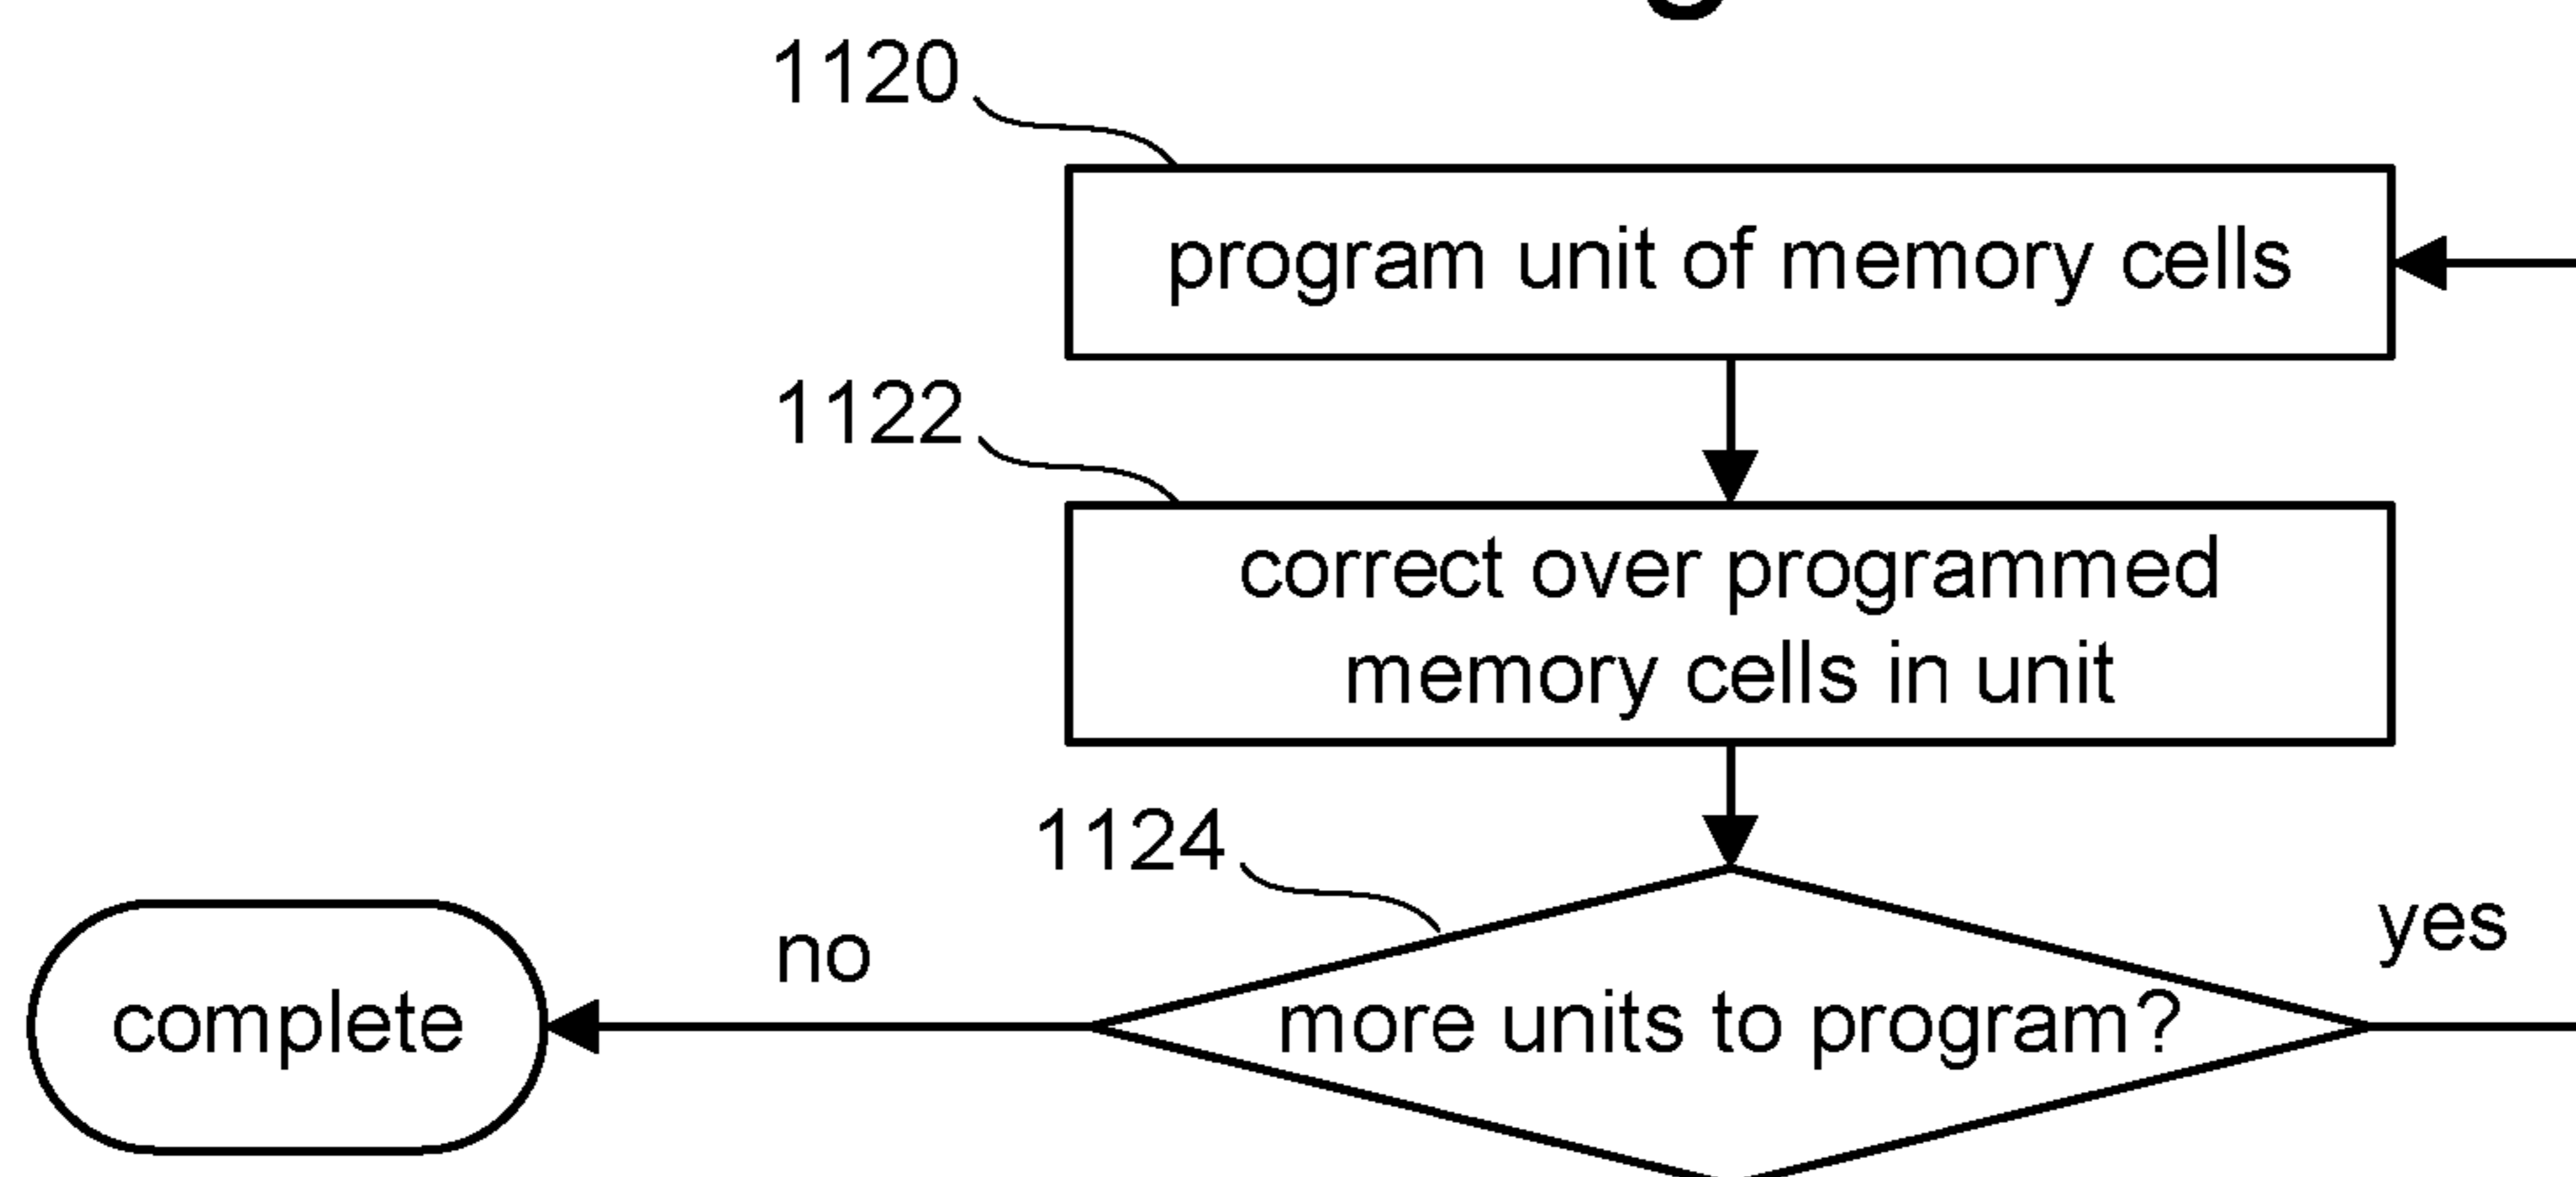 1120
program unit of memory cells
1122
correct over programmed
memory cells in unit
1124
no
yes
complete
more units to program?